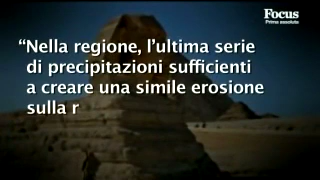 Focus
Prima assoluta
“Nella regione, l’ultima serie
di precipitazioni sufficienti
a creare una simile erosione
sulla r